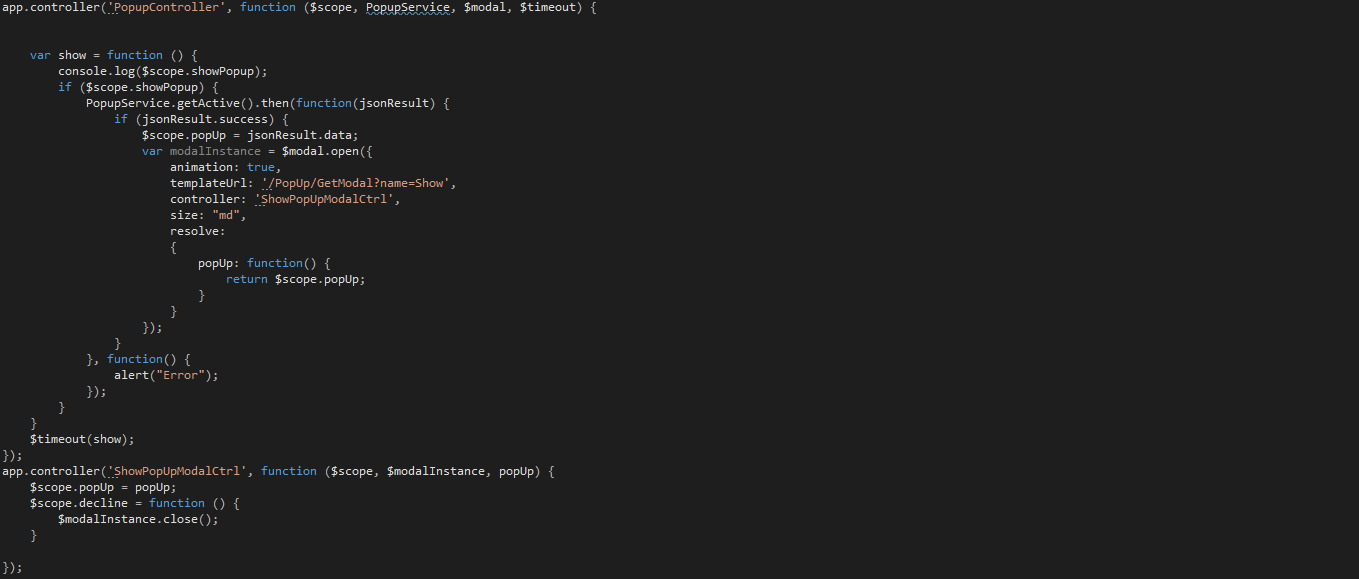 app.controller('PopupController', function ($scope, PopupService, $modal, $timeout) {
var show = function () {
console.log($scope.showPopup);
if ($scope.showPopup) {
PopupService.getActive().then(function(jsonResult) {
if (jsonResult.success) {
$scope.popUp = jsonResult.data;
var modalInstance = $modal.open({
animation: true,
templateUrl: '/PopUp/GetModal?name=Show',
controller: 'ShowPopUpModalCtrl',
size: "md",
resolve:
{
popUp: function() {
return $scope.popUp;
}
}
});
}
}, function() {
alert("Error");
});
}
}
$timeout(show);
});
app.controller('ShowPopUpModalCtrl', function ($scope, $modalInstance, popUp) {
$scope.popUp = popUp;
$scope.decline = function () {
$modalInstance.close();
}
});